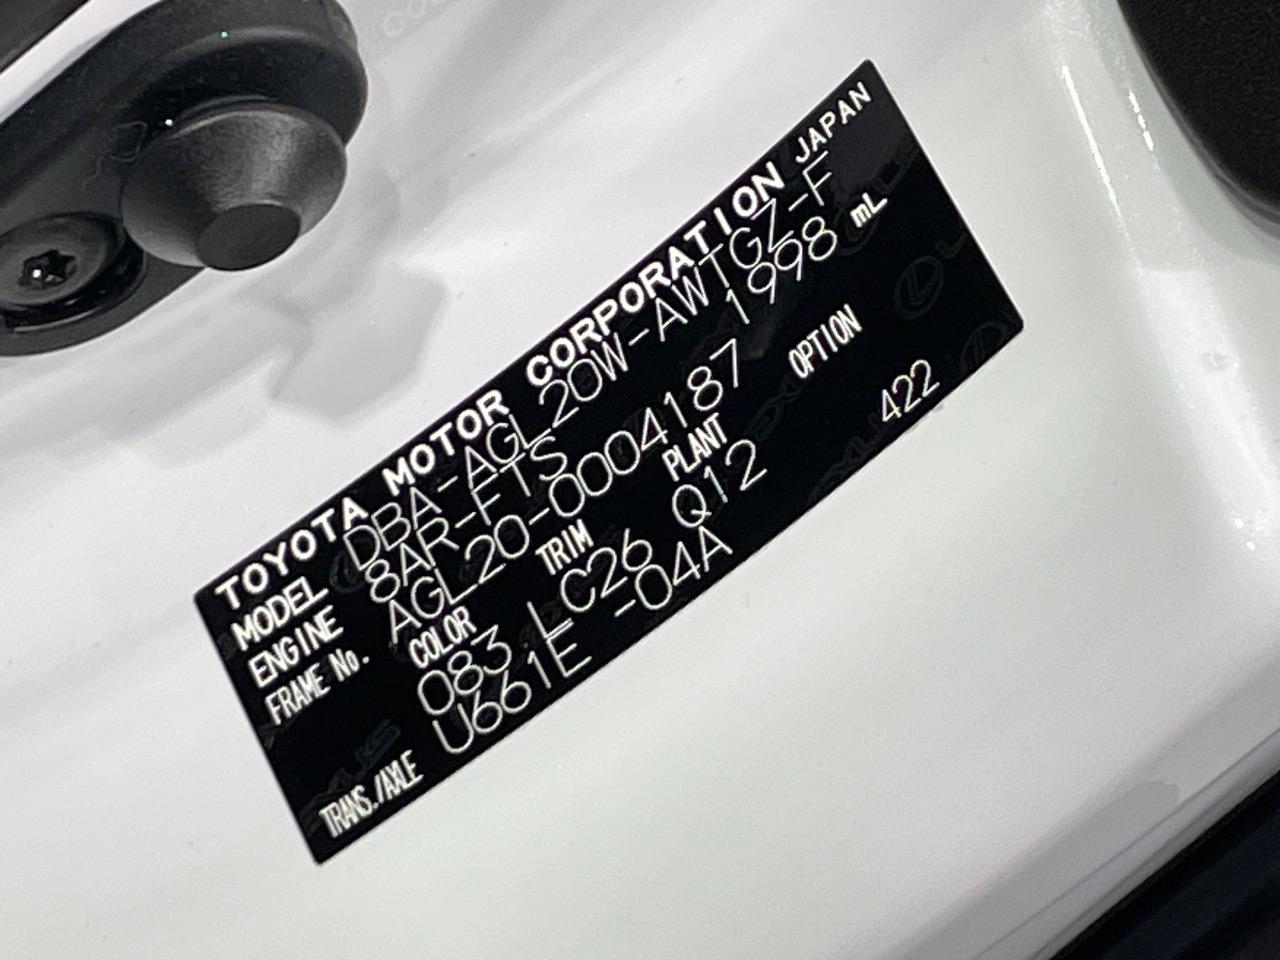 TOYOTA MOTOR CORPORATION JAPAN
MODEL DBA-AGL20W-AWTGZ-F
ENGINE 8AR-FTS 1998 mL
FRAME No. AGL20-0004187
COLOR TRIM PLANT OPTION
083 LC26 Q12 422
TRANS./AXLE U661E -04A